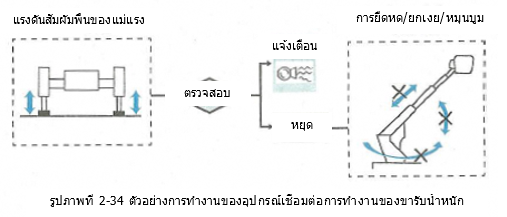 แรงดันสัมผัมพื้นของแม่แรง
การยืดหด/ยกเงย/หมุนบูม
แจ้งเตือน
ตรวจสอบ
หยุด
รูปภาพที่ 2-34 ตัวอย่างการทำงานของอุปกรณ์เชื่อมต่อการทำงานของขารับน้ำหนัก